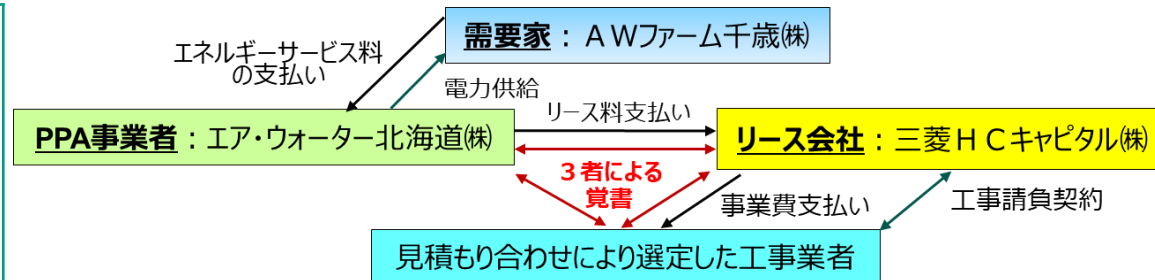 需要家：ＡＷファーム千歳㈱
エネルギーサービス料
の支払い
電力供給
リース料支払い
PPA事業者：エア・ウォーター北海道㈱
リース会社：三菱ＨＣキャピタル㈱
３者による
覚書
事業費支払い
工事請負契約
見積もり合わせにより選定した工事業者